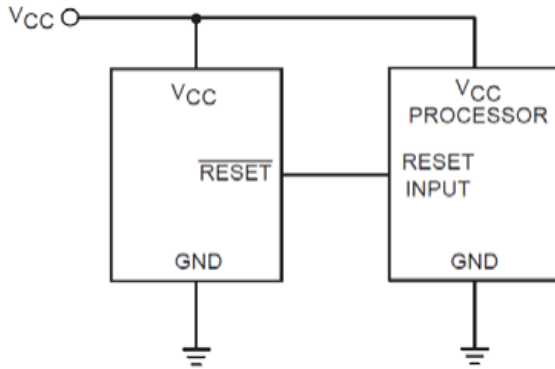 VCC
VCC
RESET
GND
VCC
PROCESSOR
RESET
INPUT
GND